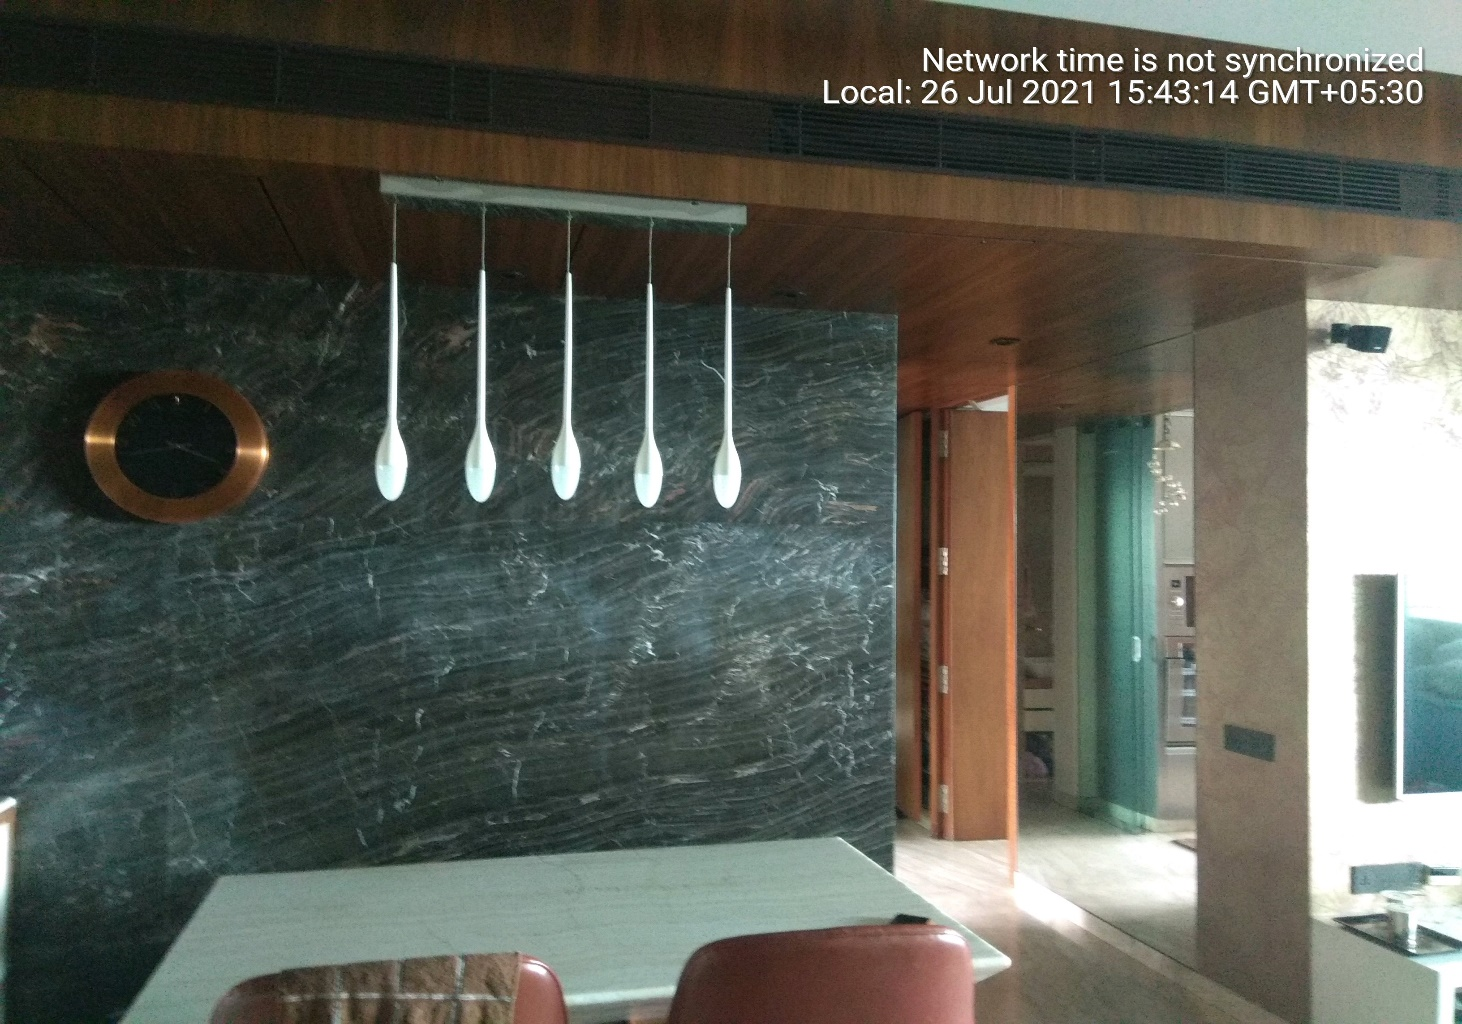 Network time is not synchronized
Local: 26 Jul 2021 15:43:14 GMT+05:30